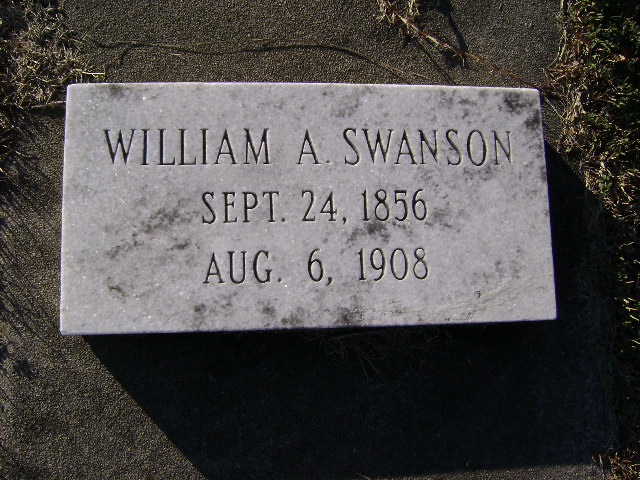 WILLIAM A. SWANSON
SEPT. 24, 1856
AUG. 6, 1908